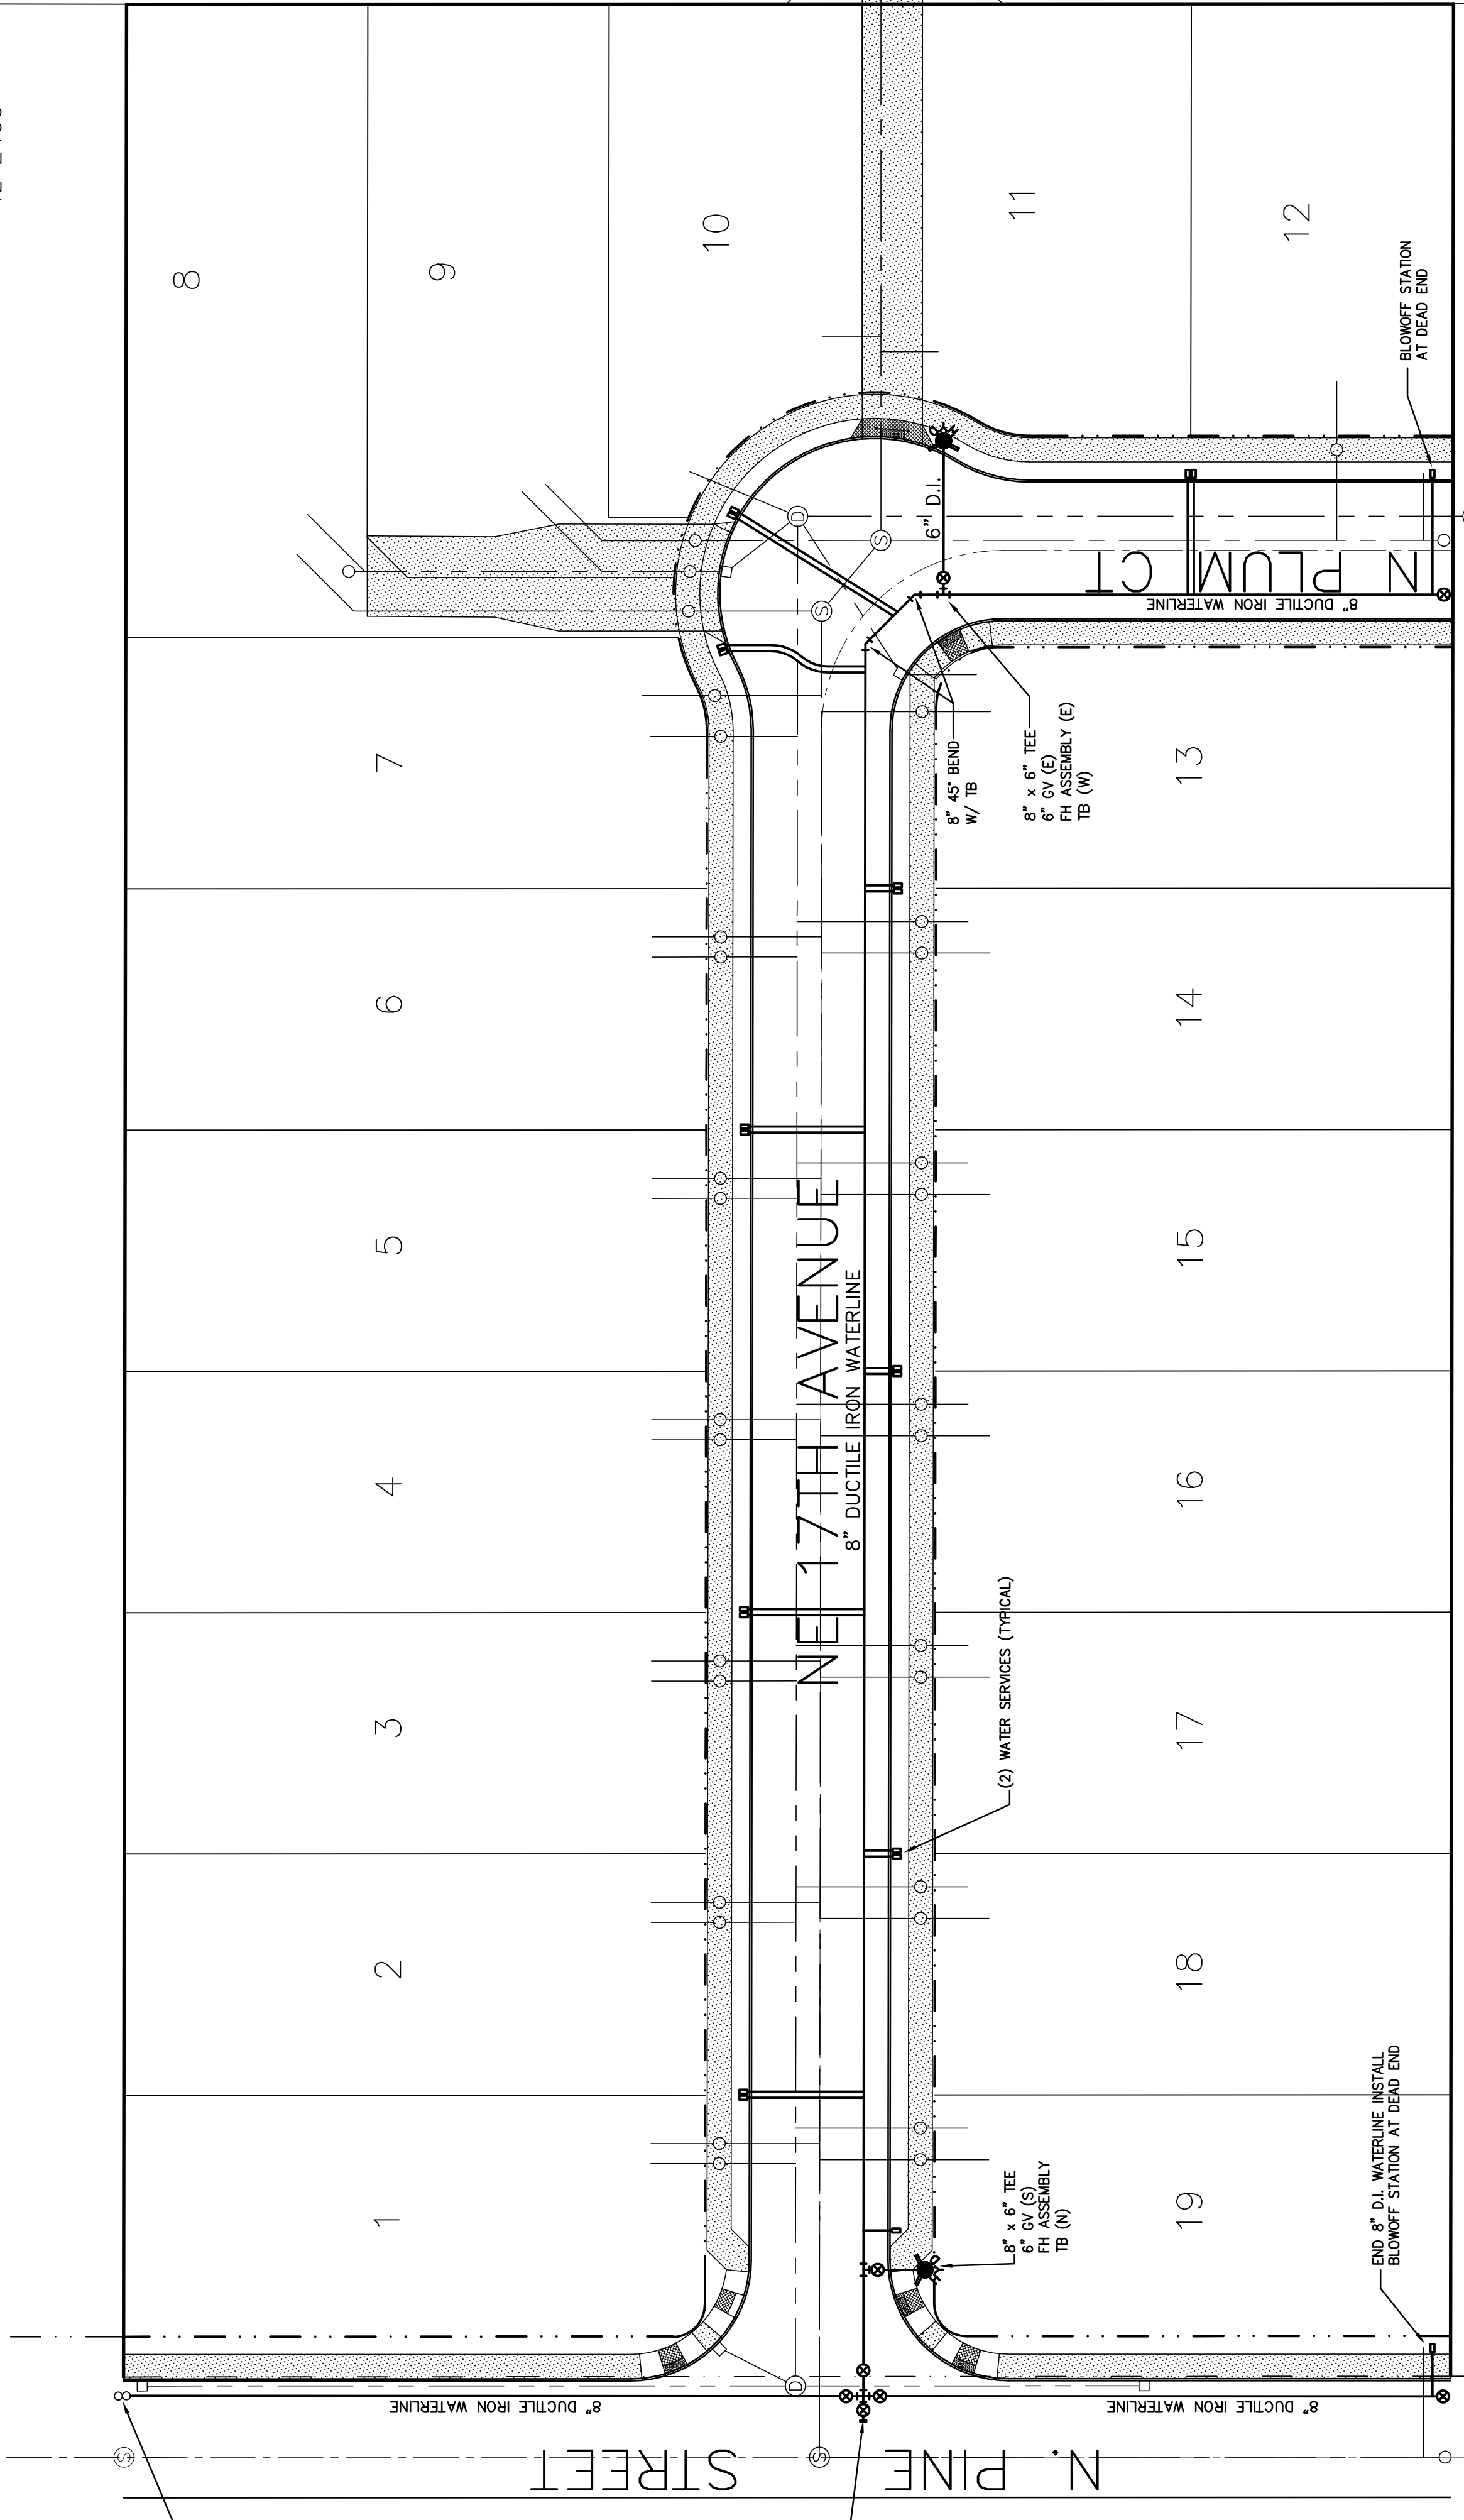 8
9
10
11
12
BLOWOFF STATION
AT DEAD END
6" D.I.
D
S
S
N PLUM CT
8" DUCTILE IRON WATERLINE
8" 45° BEND
W/ TB
8" x 6" TEE
6" GV (E)
FH ASSEMBLY (E)
TB (W)
7
6
5
4
3
2
1
13
14
15
16
17
18
19
NE 17TH AVENUE
8" DUCTILE IRON WATERLINE
(2) WATER SERVICES (TYPICAL)
8" x 6" TEE
6" GV (S)
FH ASSEMBLY
TB (N)
END 8" D.I. WATERLINE INSTALL
BLOWOFF STATION AT DEAD END
D
8" DUCTILE IRON WATERLINE
8" DUCTILE IRON WATERLINE
S
S
N. PINE STREET